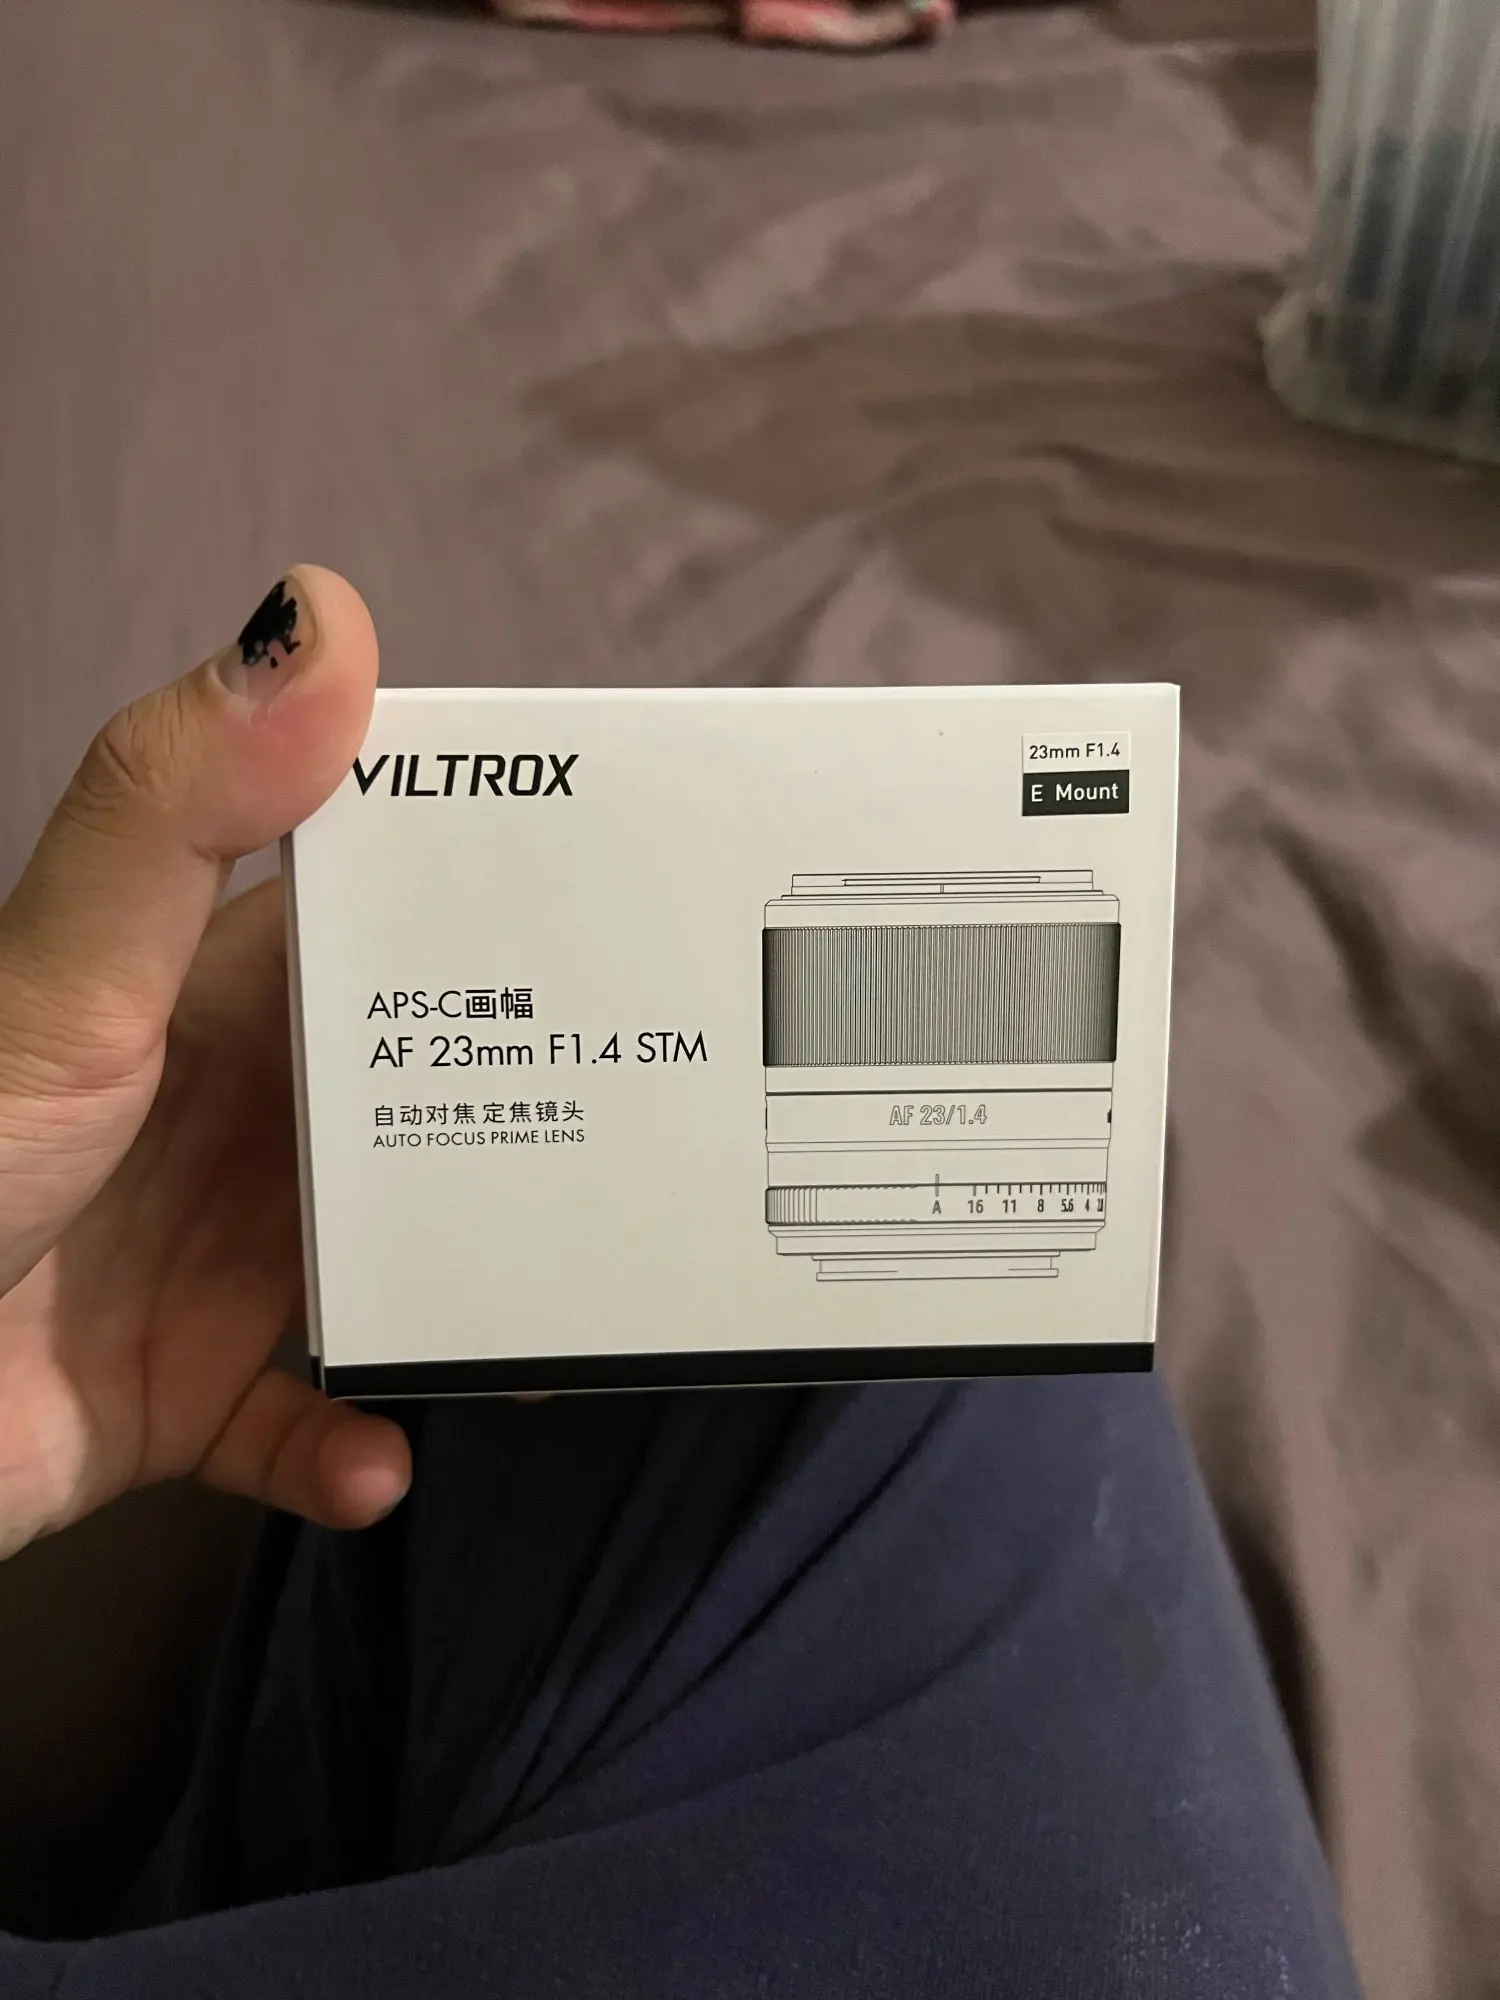 VILTROX
23mm F1.4
E Mount
APS-C画幅
AF 23mm F1.4 STM
自动对焦 定焦镜头
AUTO FOCUS PRIME LENS
AF 23/1.4
A 16 11 8 5.6 4